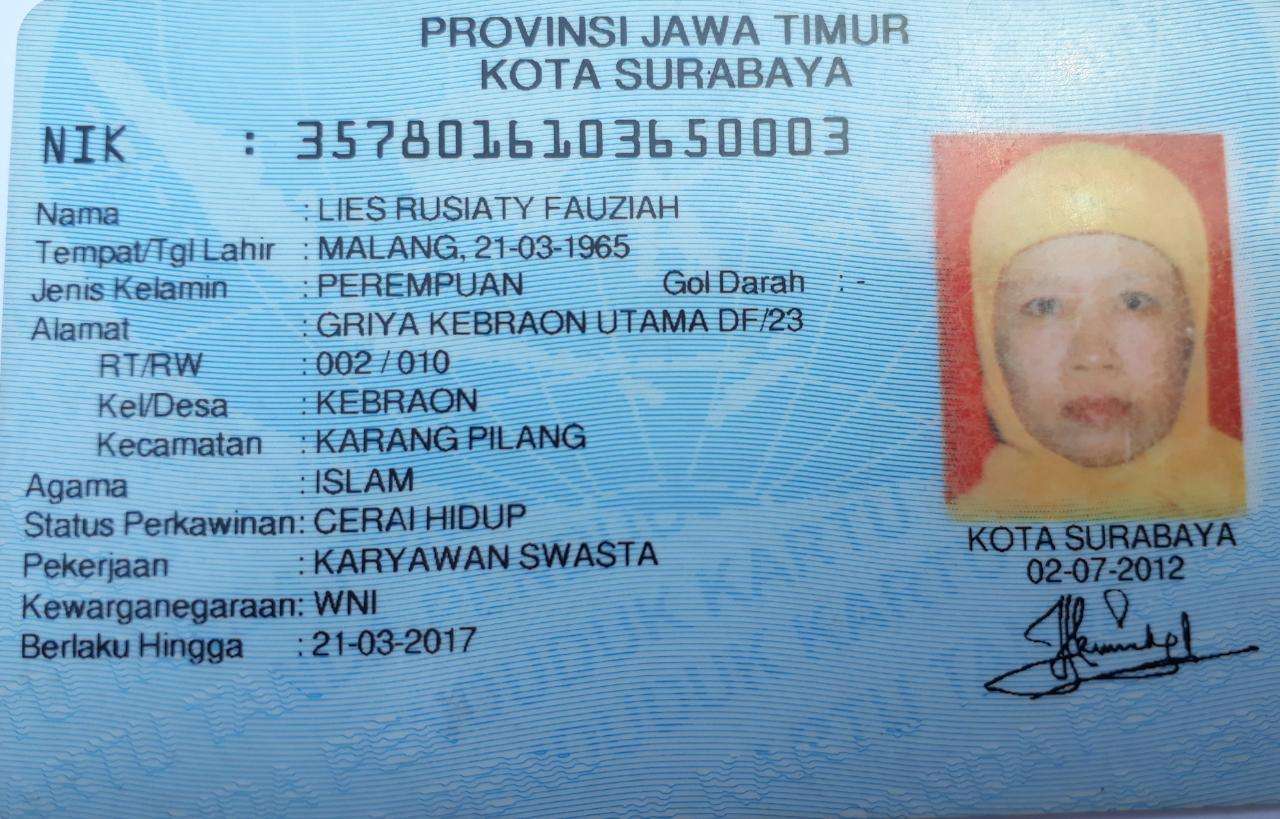 PROVINSI JAWA TIMUR
KOTA SURABAYA
NIK : 3578016103650003
Nama : LIES RUSIATY FAUZIAH
Tempat/Tgl Lahir : MALANG, 21-03-1965
Jenis Kelamin : PEREMPUAN Gol Darah : -
Alamat : GRIYA KEBRAON UTAMA DF/23
RT/RW : 002 / 010
Kel/Desa : KEBRAON
Kecamatan : KARANG PILANG
Agama : ISLAM
Status Perkawinan: CERAI HIDUP
Pekerjaan : KARYAWAN SWASTA
Kewarganegaraan: WNI
Berlaku Hingga : 21-03-2017
KOTA SURABAYA
02-07-2012